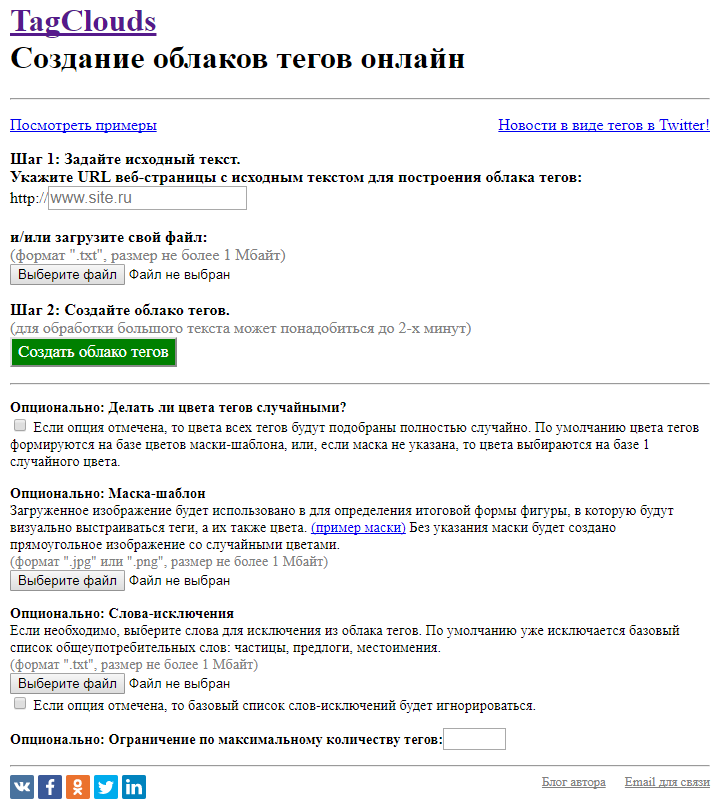 TagClouds
Создание облаков тегов онлайн
Посмотреть примеры
Новости в виде тегов в Twitter!
Шаг 1: Задайте исходный текст.
Укажите URL веб-страницы с исходным текстом для построения облака тегов:
http://www.site.ru
и/или загрузите свой файл:
(формат ".txt", размер не более 1 Мбайт)
Выберите файл Файл не выбран
Шаг 2: Создайте облако тегов.
(для обработки большого текста может понадобиться до 2-х минут)
Создать облако тегов
Опционально: Делать ли цвета тегов случайными?
Если опция отмечена, то цвета всех тегов будут подобраны полностью случайно. По умолчанию цвета тегов
формируются на базе цветов маски-шаблона, или, если маска не указана, то цвета выбираются на базе 1
случайного цвета.
Опционально: Маска-шаблон
Загруженное изображение будет использовано в для определения итоговой формы фигуры, в которую будут
визуально выстраиваться теги, а их также цвета. (пример маски) Без указания маски будет создано
прямоугольное изображение со случайными цветами.
(формат ".jpg" или ".png", размер не более 1 Мбайт)
Выберите файл Файл не выбран
Опционально: Слова-исключения
Если необходимо, выберите слова для исключения из облака тегов. По умолчанию уже исключается базовый
список общеупотребительных слов: частицы, предлоги, местоимения.
(формат ".txt", размер не более 1 Мбайт)
Выберите файл Файл не выбран
Если опция отмечена, то базовый список слов-исключений будет игнорироваться.
Опционально: Ограничение по максимальному количеству тегов:
Блог автора Email для связи